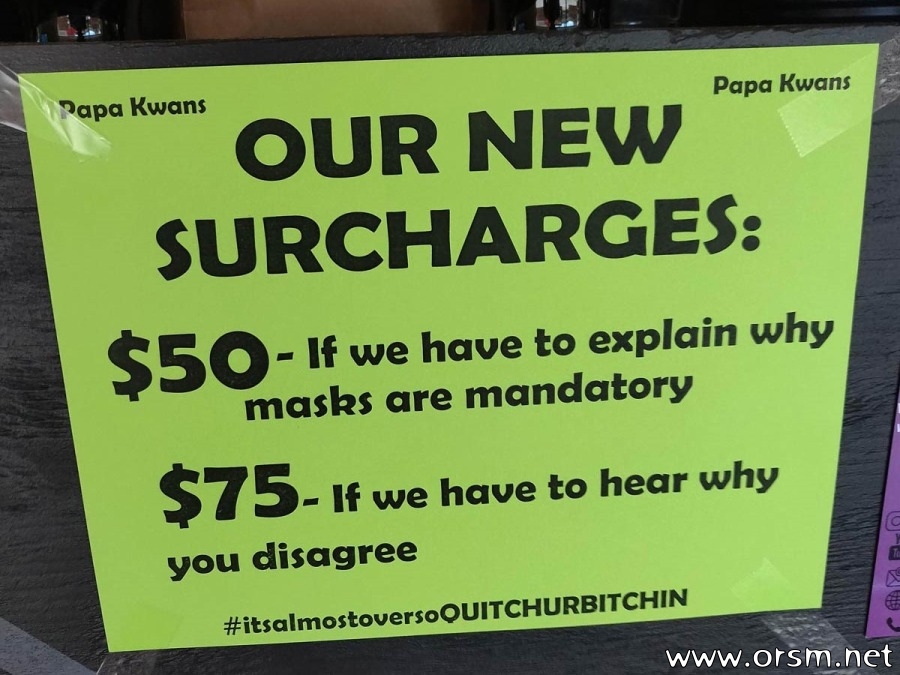 Papa Kwans
Papa Kwans
OUR NEW
SURCHARGES:
$50- If we have to explain why
masks are mandatory
$75- If we have to hear why
you disagree
#itsalmostoversoQUITCHURBITCHIN
www.orsm.net